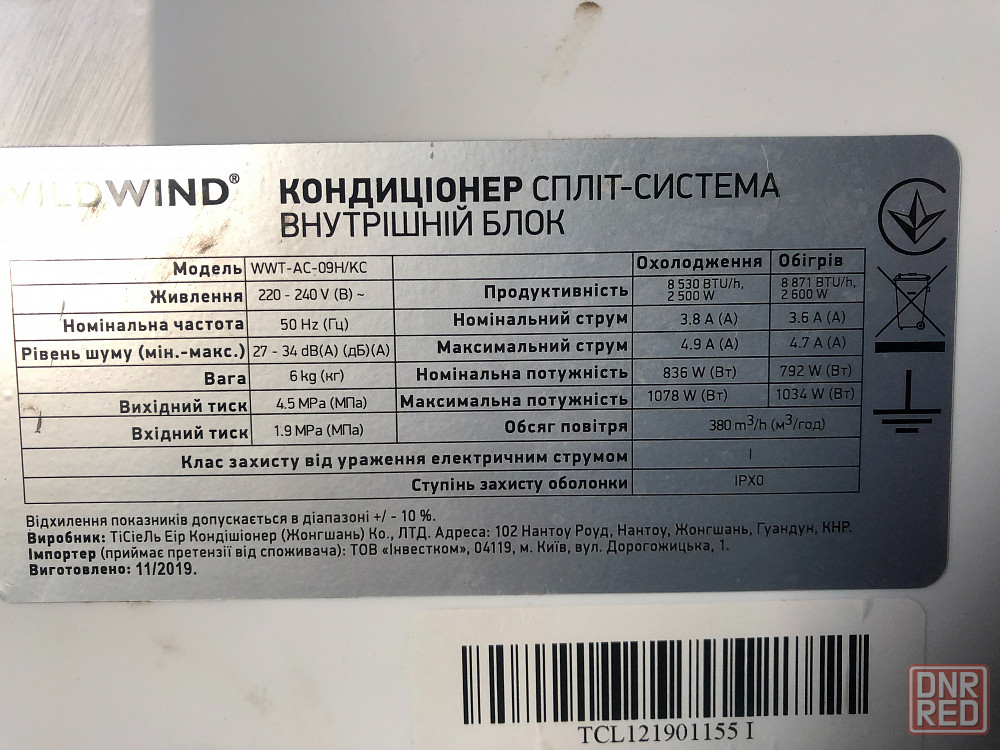 WILDWIND® КОНДИЦІОНЕР СПЛІТ-СИСТЕМА
ВНУТРІШНІЙ БЛОК
Модель WWT-AC-09H/KC Охолодження Обігрів
Живлення 220 - 240 V (В) ~ Продуктивність 8 530 BTU/h, 2 500 W 8 871 BTU/h, 2 600 W
Номінальна частота 50 Hz (Гц) Номінальний струм 3.8 A (А) 3.6 A (А)
Рівень шуму (мін.-макс.) 27 - 34 dB(A) (дБ)(А) Максимальний струм 4.9 A (А) 4.7 A (А)
Вага 6 kg (кг) Номінальна потужність 836 W (Вт) 792 W (Вт)
Вихідний тиск 4.5 MPa (МПа) Максимальна потужність 1078 W (Вт) 1034 W (Вт)
Вхідний тиск 1.9 MPa (МПа) Обсяг повітря 380 m³/h (м³/год)
Клас захисту від ураження електричним струмом I
Ступінь захисту оболонки IPX0
Відхилення показників допускається в діапазоні +/ - 10 %.
Виробник: ТіСіеЛь Еір Кондішіонер (Жонгшань) Ко., ЛТД. Адреса: 102 Нантоу Роуд, Нантоу, Жонгшань, Гуандун, КНР.
Імпортер (приймає претензії від споживача): ТОВ «Інвестком», 04119, м. Київ, вул. Дорогожицька, 1.
Виготовлено: 11/2019.
TCL121901155 I
DNR
RED